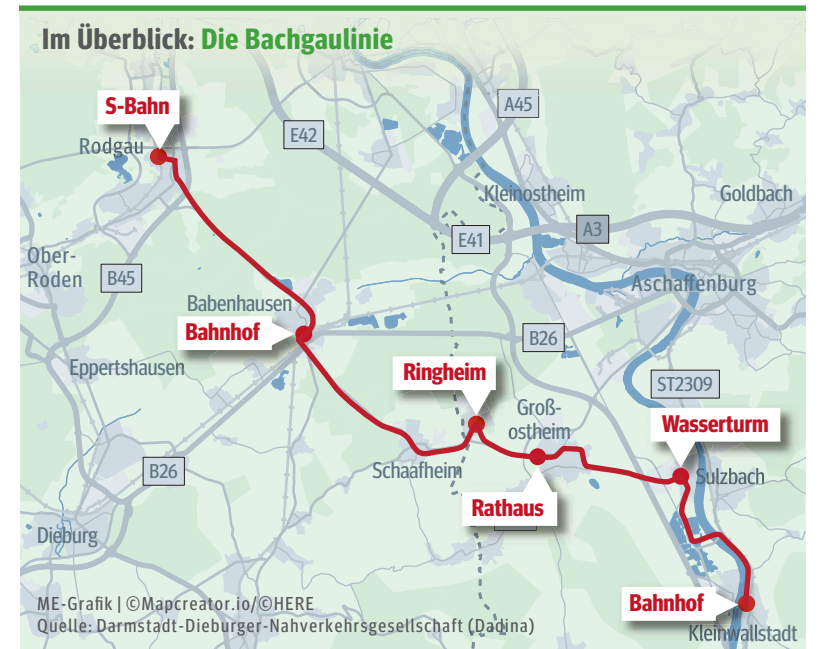 Im Überblick: Die Bachgaulinie
S-Bahn
A45
E42
Rodgau
Kleinostheim
Goldbach
A3
E41
Ober-
Roden
B45
Aschaffenburg
Babenhausen
Bahnhof
B26
Eppertshausen
Ringheim
ST2309
Groß-
ostheim
Wasserturm
B26
Schaafheim
Sulzbach
Rathaus
Dieburg
ME-Grafik | ©Mapcreator.io/©HERE
Quelle: Darmstadt-Dieburger-Nahverkehrsgesellschaft (Dadina)
Bahnhof
Kleinwallstadt